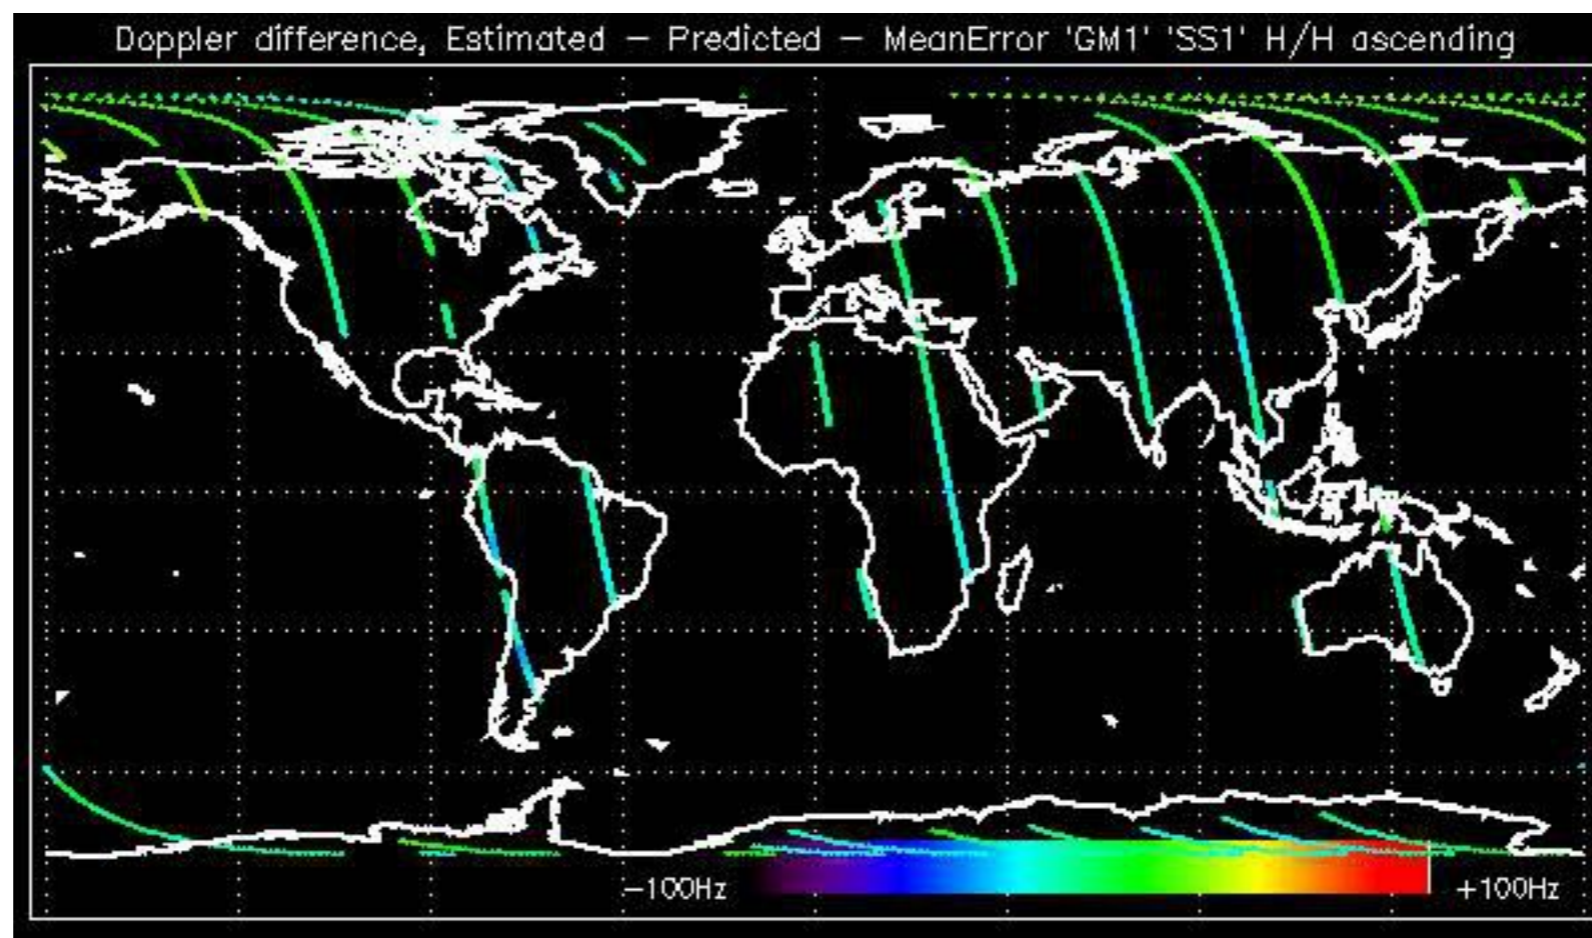 Doppler difference, Estimated – Predicted – MeanError 'GM1' 'SS1' H/H ascending
–100Hz
+100Hz